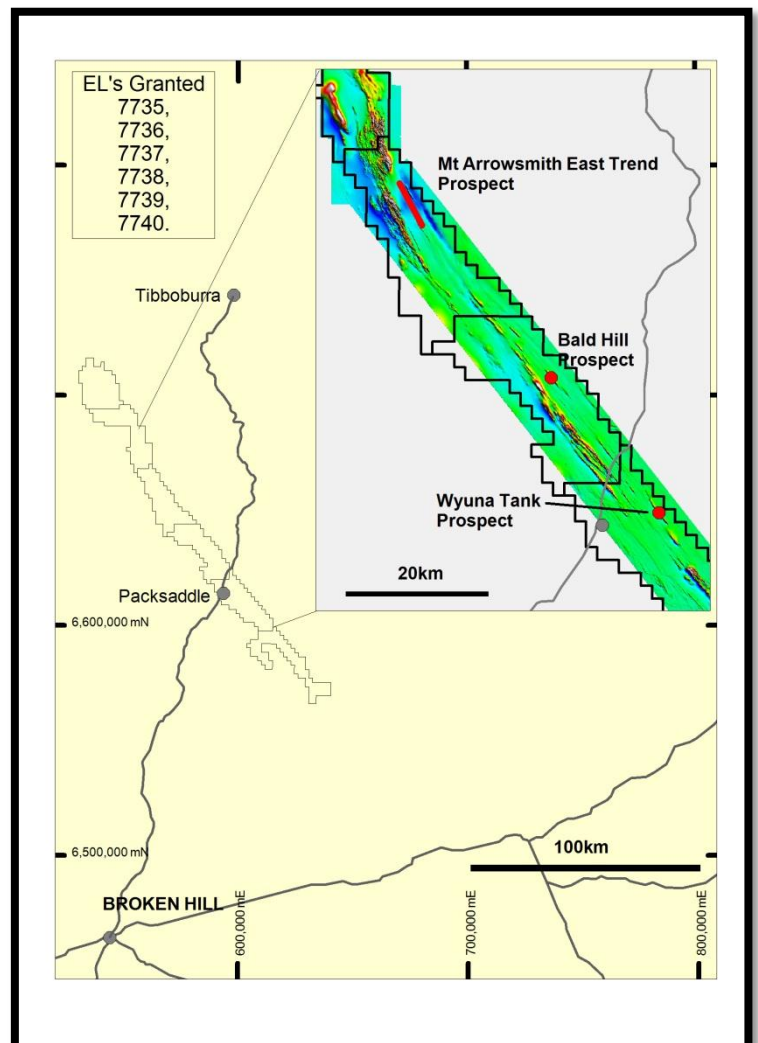 EL's Granted
7735,
7736,
7737,
7738,
7739,
7740.
Mt Arrowsmith East Trend
Prospect
Tibboburra
Bald Hill
Prospect
Wyuna Tank
Prospect
20km
Packsaddle
6,600,000 mN
6,500,000 mN
100km
BROKEN HILL
600,000 mE
700,000 mE
800,000 mE